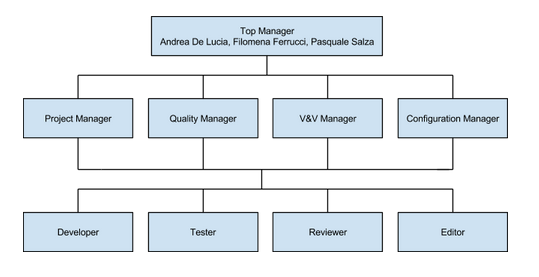 Top Manager
Andrea De Lucia, Filomena Ferrucci, Pasquale Salza
Project Manager
Quality Manager
V&V Manager
Configuration Manager
Developer
Tester
Reviewer
Editor